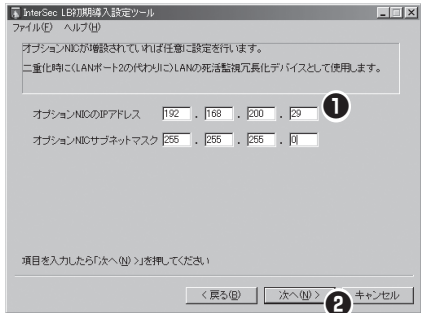 InterSec LB初期導入設定ツール
ファイル(F) ヘルプ(H)
オプションNICが増設されていれば任意に設定を行います。
二重化時に(LANポート2の代わりに)LANの死活監視冗長化デバイスとして使用します。
オプションNICのIPアドレス 192 . 168 . 200 . 29 ❶
オプションNICサブネットマスク 255 . 255 . 255 . 0
項目を入力したら「次へ(N) >」を押してください
< 戻る(B) 次へ(N) > ❷ キャンセル